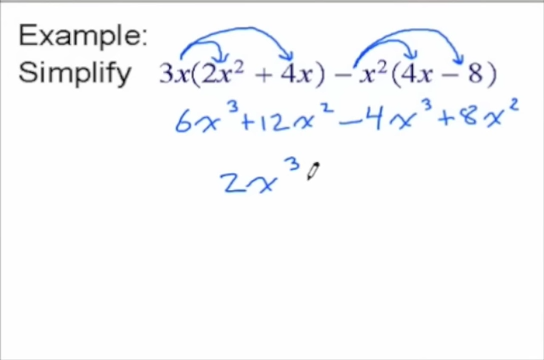 Example:
Simplify 3x(2x² + 4x) − x²(4x − 8)
6x³+12x²−4x³+8x²
2x³